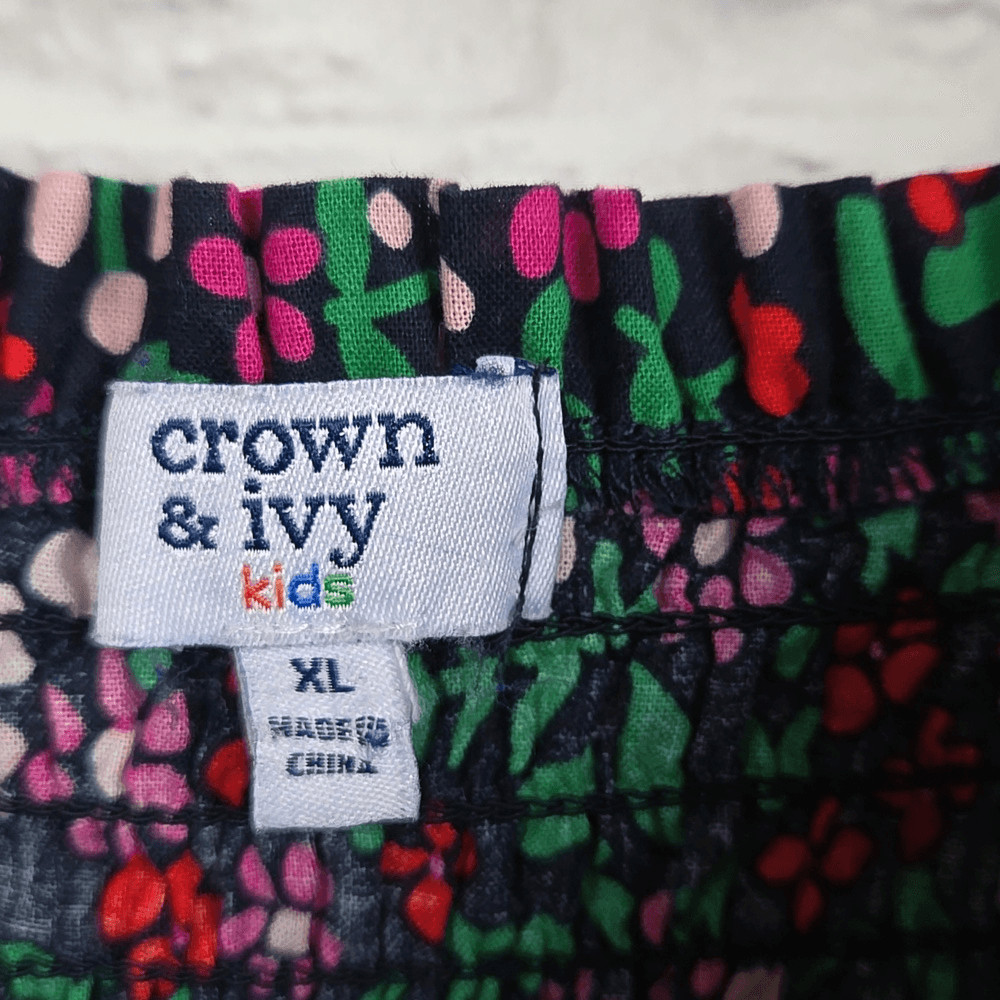 crown
& ivy
kids
XL
MADE IN
CHINA